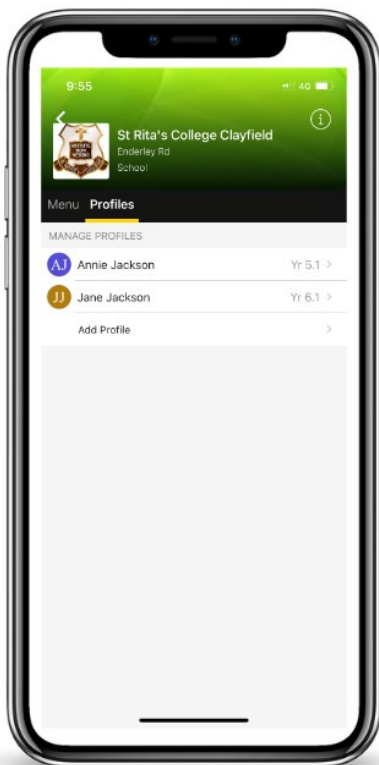 9:55
4G
St Rita's College Clayfield
Enderley Rd
School
Menu Profiles
MANAGE PROFILES
AJ Annie Jackson Yr 5.1 >
JJ Jane Jackson Yr 6.1 >
Add Profile >